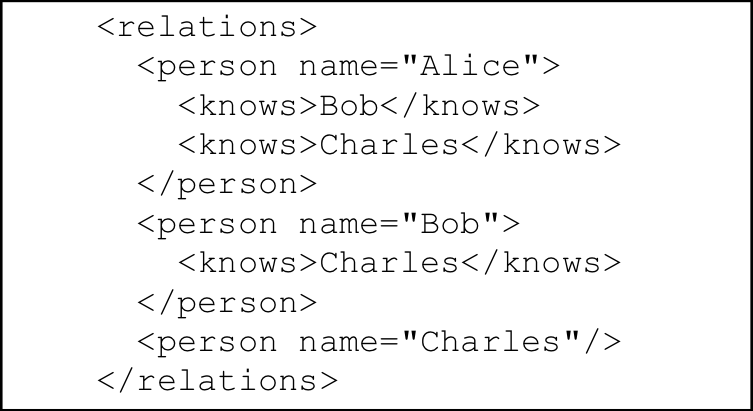 <relations>
  <person name="Alice">
    <knows>Bob</knows>
    <knows>Charles</knows>
  </person>
  <person name="Bob">
    <knows>Charles</knows>
  </person>
  <person name="Charles"/>
</relations>